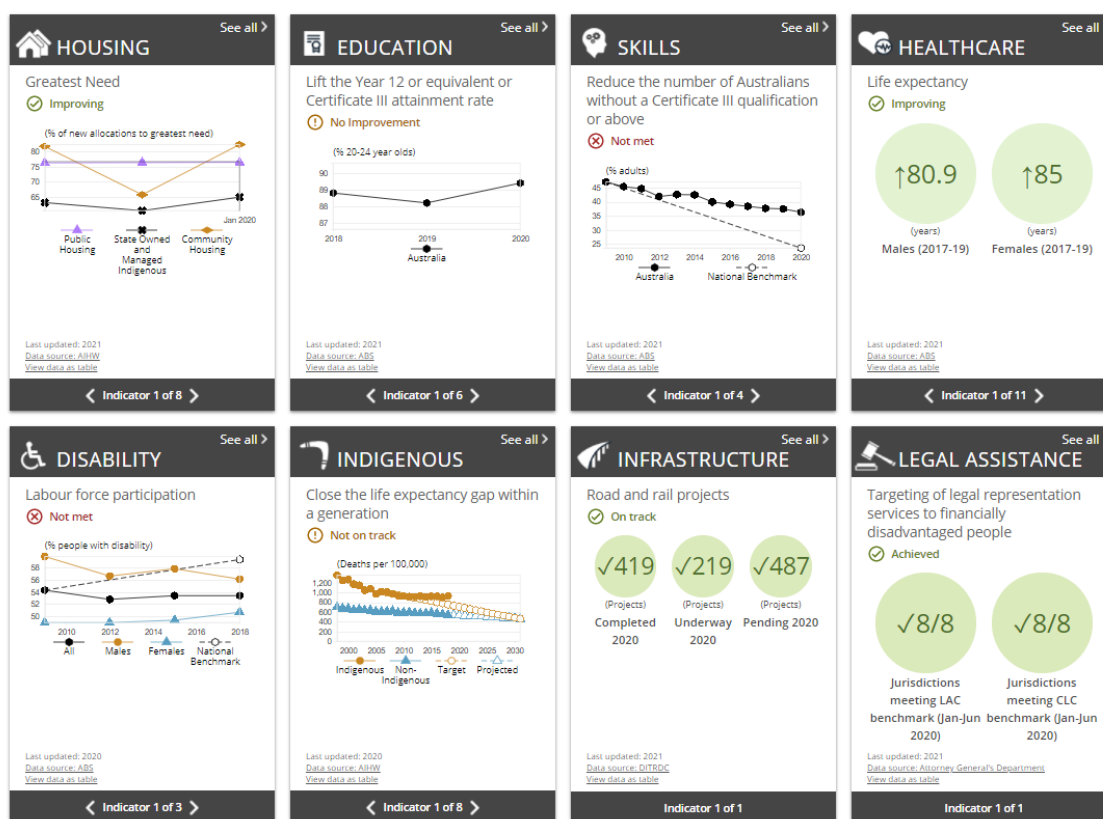 See all >
HOUSING
Greatest Need
Improving
(% of new allocations to greatest need)
80
75
70
65
Jan 2020
Public Housing
State Owned and Managed Indigenous
Community Housing
Last updated: 2021
Data source: AIHW
View data as table
Indicator 1 of 8
See all >
EDUCATION
Lift the Year 12 or equivalent or
Certificate III attainment rate
No Improvement
(% 20-24 year olds)
90
89
88
87
2018 2019 2020
Australia
Last updated: 2021
Data source: ABS
View data as table
Indicator 1 of 6
See all >
SKILLS
Reduce the number of Australians
without a Certificate III qualification
or above
Not met
(% adults)
45
40
35
30
25
2010 2012 2014 2016 2018 2020
Australia National Benchmark
Last updated: 2021
Data source: ABS
View data as table
Indicator 1 of 4
See all
HEALTHCARE
Life expectancy
Improving
↑80.9 ↑85
(years) (years)
Males (2017-19) Females (2017-19)
Last updated: 2021
Data source: ABS
View data as table
Indicator 1 of 11
See all >
DISABILITY
Labour force participation
Not met
(% people with disability)
58
56
54
52
50
2010 2012 2014 2016 2018
All Males Females National Benchmark
Last updated: 2020
Data source: ABS
View data as table
Indicator 1 of 3
See all >
INDIGENOUS
Close the life expectancy gap within
a generation
Not on track
(Deaths per 100,000)
1,200
1,000
800
600
400
200
0
2000 2005 2010 2015 2020 2025 2030
Indigenous Non-Indigenous Target Projected
Last updated: 2020
Data source: AIHW
View data as table
Indicator 1 of 8
See all >
INFRASTRUCTURE
Road and rail projects
On track
✓419 ✓219 ✓487
(Projects) (Projects) (Projects)
Completed 2020
Underway 2020
Pending 2020
Last updated: 2021
Data source: DITRDC
View data as table
Indicator 1 of 1
See all
LEGAL ASSISTANCE
Targeting of legal representation
services to financially
disadvantaged people
Achieved
✓8/8 ✓8/8
Jurisdictions meeting LAC benchmark (Jan-Jun 2020)
Jurisdictions meeting CLC benchmark (Jan-Jun 2020)
Last updated: 2021
Data source: Attorney General's Department
View data as table
Indicator 1 of 1